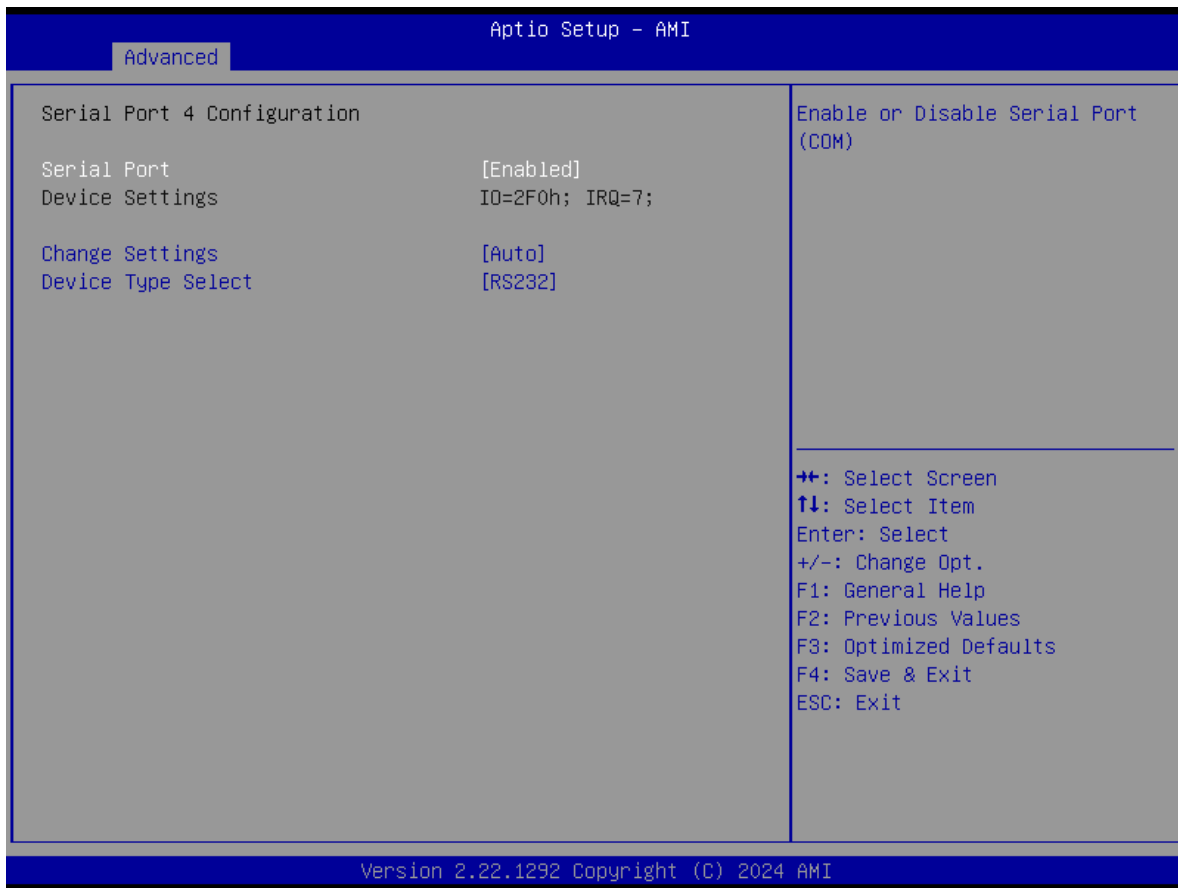 Aptio Setup – AMI
Advanced
Serial Port 4 Configuration
Serial Port [Enabled]
Device Settings IO=2F0h; IRQ=7;
Change Settings [Auto]
Device Type Select [RS232]
Enable or Disable Serial Port
(COM)
→←: Select Screen
↑↓: Select Item
Enter: Select
+/-: Change Opt.
F1: General Help
F2: Previous Values
F3: Optimized Defaults
F4: Save & Exit
ESC: Exit
Version 2.22.1292 Copyright (C) 2024 AMI